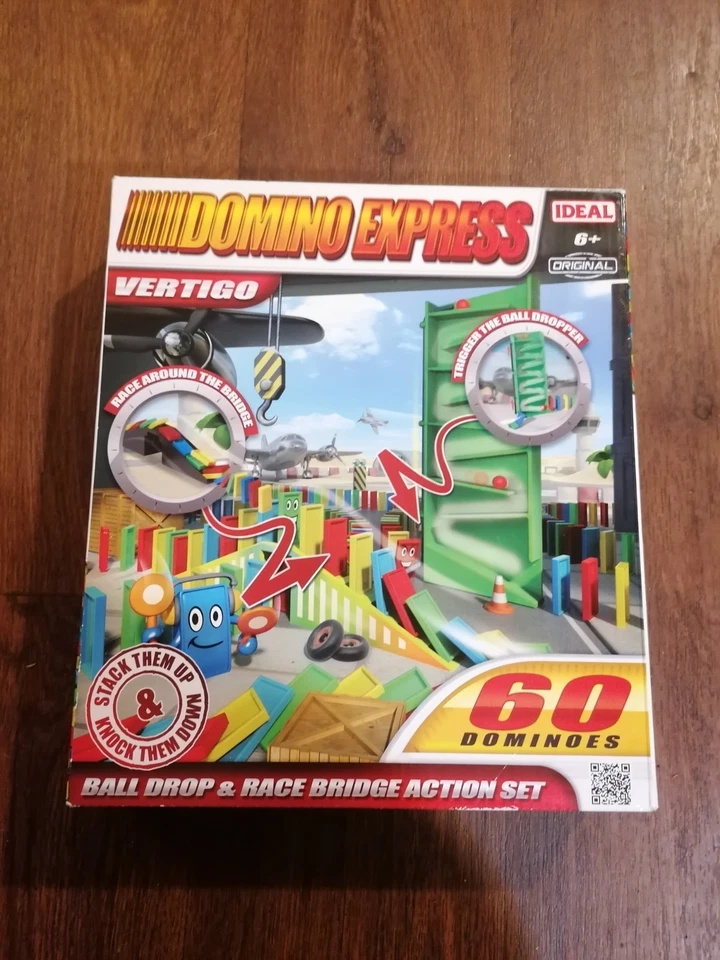 DOMINO EXPRESS
IDEAL
6+
ORIGINAL
VERTIGO
TRIGGER THE BALL DROPPER
RACE AROUND THE BRIDGE
STACK THEM UP
&
KNOCK THEM DOWN
60
DOMINOES
BALL DROP & RACE BRIDGE ACTION SET